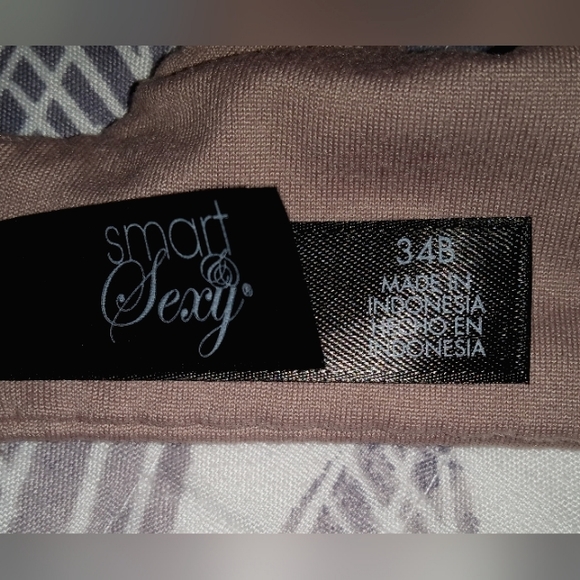 smart
& Sexy®
34B
MADE IN
INDONESIA
HECHO EN
INDONESIA